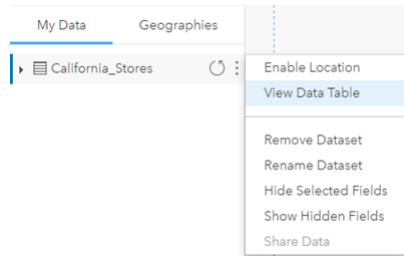 My Data Geographies
California_Stores
Enable Location
View Data Table
Remove Dataset
Rename Dataset
Hide Selected Fields
Show Hidden Fields
Share Data